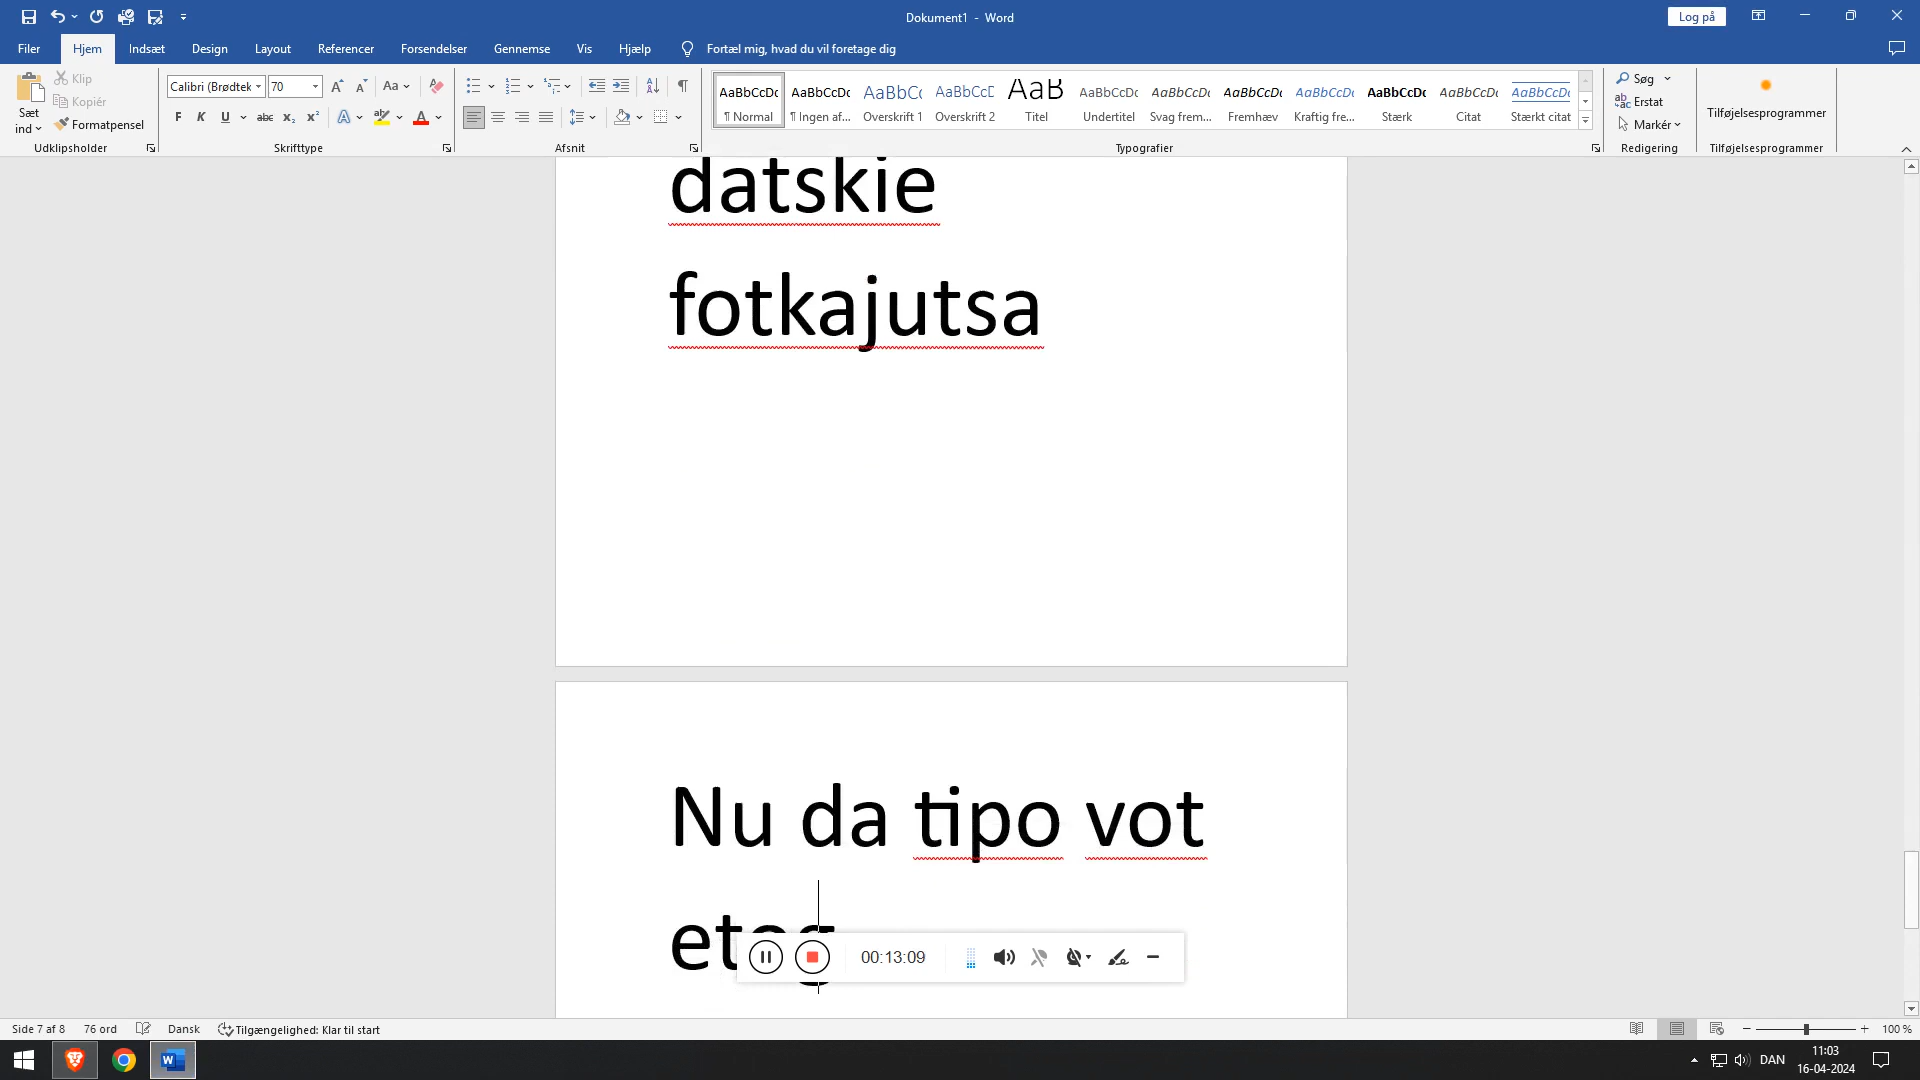 Dokument1 - Word
Log på
Filer Hjem Indsæt Design Layout Referencer Forsendelser Gennemse Vis Hjælp Fortæl mig, hvad du vil foretage dig
Sæt ind
Klip
Kopiér
Formatpensel
Udklipsholder
Calibri (Brødtek 70 Aa
F K U abc x₂ x² A ab A
Skrifttype
Afsnit
AaBbCcDc AaBbCcDc AaBbCc AaBbCcE AaB AaBbCcDc AaBbCcDc AaBbCcDc AaBbCcDc AaBbCcDc AaBbCcDc AaBbCcDc
¶ Normal ¶ Ingen af... Overskrift 1 Overskrift 2 Titel Undertitel Svag frem... Fremhæv Kraftig fre... Stærk Citat Stærkt citat
Typografier
Søg
Erstat
Markér
Redigering
Tilføjelsesprogrammer
Tilføjelsesprogrammer
datskie
fotkajutsa
Nu da tipo vot
00:13:09
Side 7 af 8 76 ord Dansk Tilgængelighed: Klar til start 100 %
DAN
11:03
16-04-2024